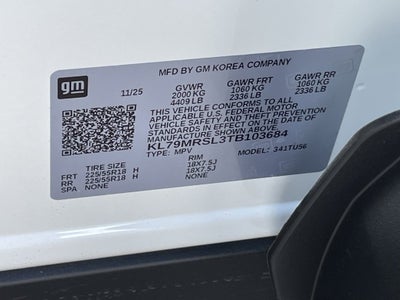 gm
MFD BY GM KOREA COMPANY
11/25 GVWR GAWR FRT GAWR RR
2000 KG 1060 KG 1060 KG
4409 LB 2336 LB 2336 LB
THIS VEHICLE CONFORMS TO ALL
APPLICABLE U.S. FEDERAL MOTOR
VEHICLE SAFETY AND THEFT PREVENTION
STANDARDS IN EFFECT ON THE DATE OF
MANUFACTURE SHOWN ABOVE.
KL79MRSL3TB103684
TYPE: MPV MODEL: 341TU56
TIRE SIZE RIM
FRT 225/55R18 H 18X7.5J
RR 225/55R18 H 18X7.5J
SPA NONE NONE